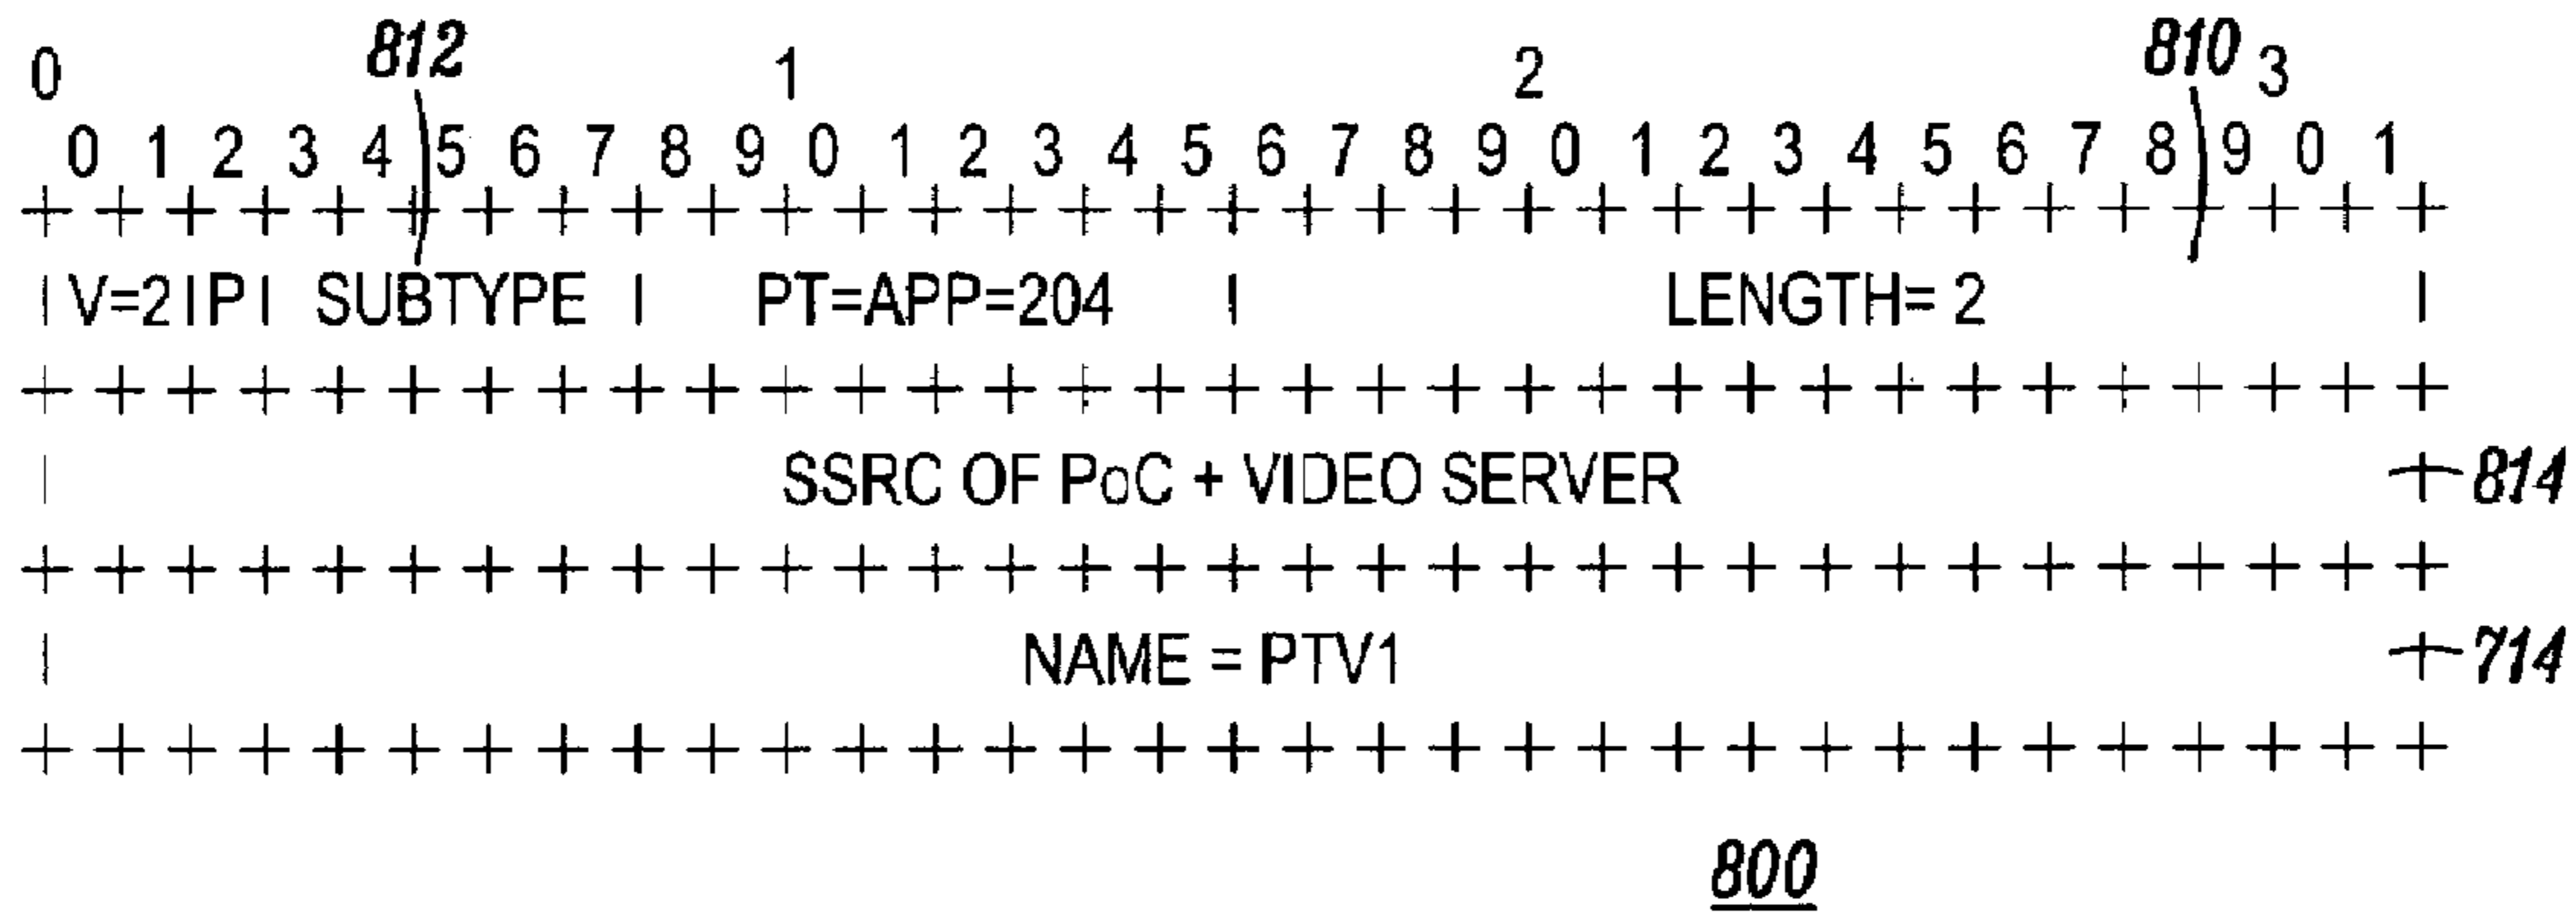 0 812 1 2 810 3
0 1 2 3 4 5 6 7 8 9 0 1 2 3 4 5 6 7 8 9 0 1 2 3 4 5 6 7 8 9 0 1
+ + + + + + + + + + + + + + + + + + + + + + + + + + + + + + + + +
| V=2|P| SUBTYPE | PT=APP=204 | LENGTH= 2 |
+ + + + + + + + + + + + + + + + + + + + + + + + + + + + + + + + +
| SSRC OF PoC + VIDEO SERVER + 814
+ + + + + + + + + + + + + + + + + + + + + + + + + + + + + + + + +
| NAME = PTV1 + 714
+ + + + + + + + + + + + + + + + + + + + + + + + + + + + + + + + +
800